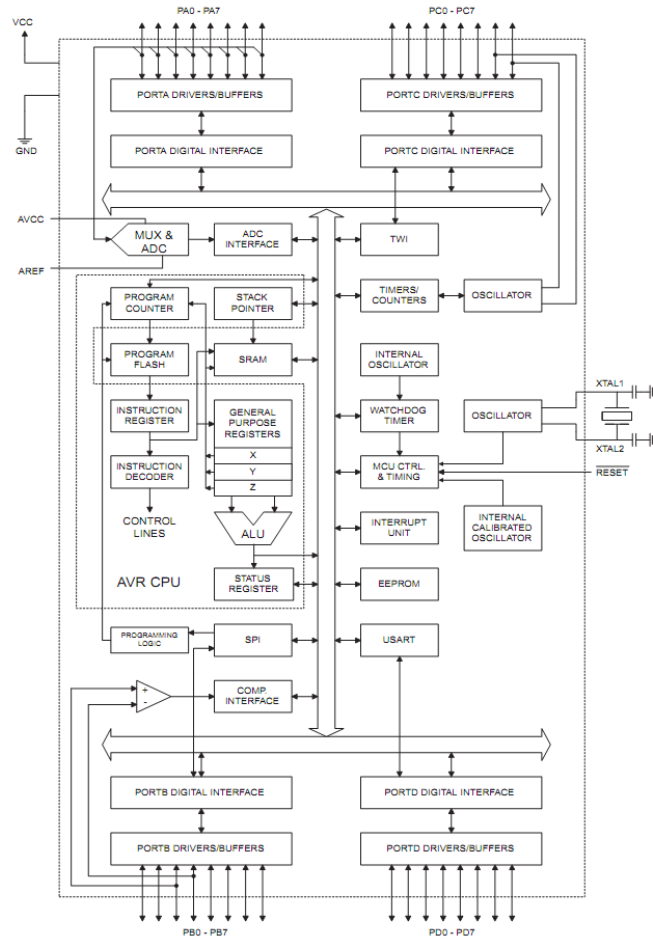 PA0 - PA7
PC0 - PC7
VCC
GND
PORTA DRIVERS/BUFFERS
PORTC DRIVERS/BUFFERS
PORTA DIGITAL INTERFACE
PORTC DIGITAL INTERFACE
AVCC
MUX &
ADC
ADC
INTERFACE
TWI
AREF
PROGRAM
COUNTER
STACK
POINTER
TIMERS/
COUNTERS
OSCILLATOR
PROGRAM
FLASH
SRAM
INTERNAL
OSCILLATOR
XTAL1
INSTRUCTION
REGISTER
GENERAL
PURPOSE
REGISTERS
WATCHDOG
TIMER
OSCILLATOR
XTAL2
X
Y
Z
INSTRUCTION
DECODER
MCU CTRL.
& TIMING
RESET
CONTROL
LINES
ALU
INTERRUPT
UNIT
INTERNAL
CALIBRATED
OSCILLATOR
AVR CPU
STATUS
REGISTER
EEPROM
PROGRAMMING
LOGIC
SPI
USART
+
-
COMP.
INTERFACE
PORTB DIGITAL INTERFACE
PORTD DIGITAL INTERFACE
PORTB DRIVERS/BUFFERS
PORTD DRIVERS/BUFFERS
PB0 - PB7
PD0 - PD7